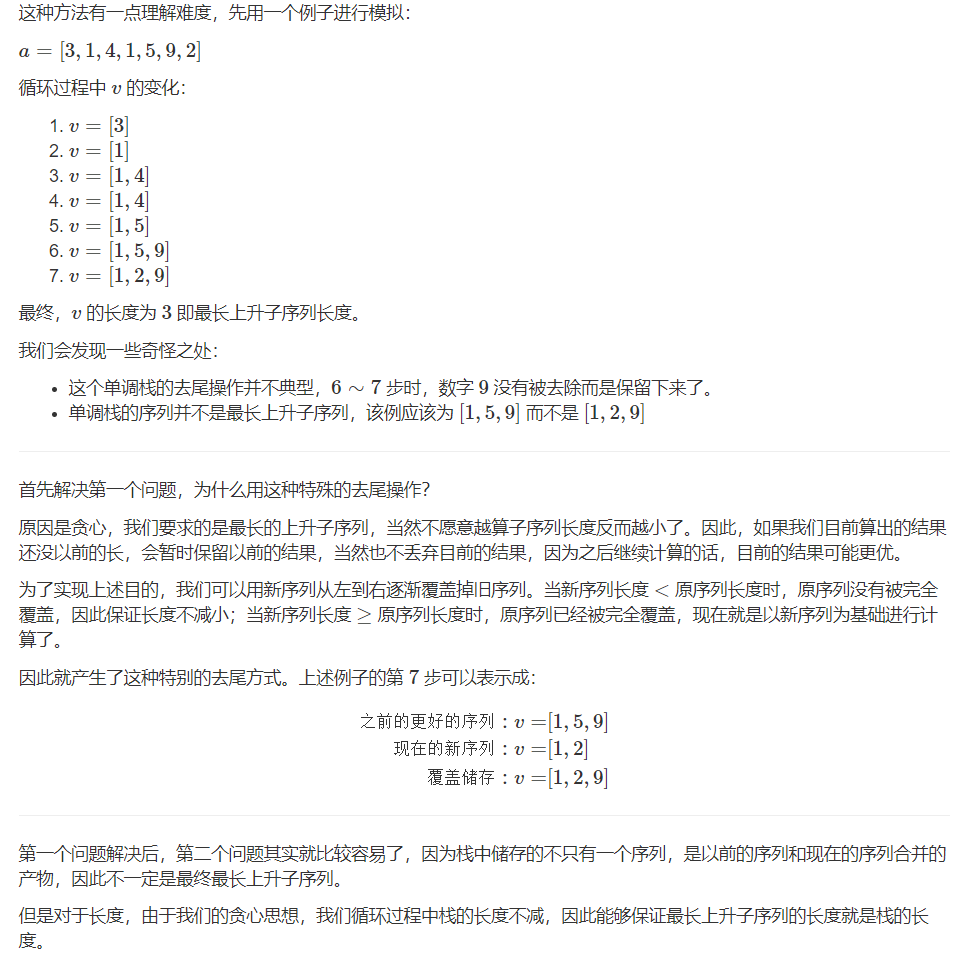 这种方法有一点理解难度，先用一个例子进行模拟：
a = [3, 1, 4, 1, 5, 9, 2]
循环过程中 v 的变化：
1. v = [3]
2. v = [1]
3. v = [1, 4]
4. v = [1, 4]
5. v = [1, 5]
6. v = [1, 5, 9]
7. v = [1, 2, 9]
最终，v 的长度为 3 即最长上升子序列长度。
我们会发现一些奇怪之处：
• 这个单调栈的去尾操作并不典型，6 ~ 7 步时，数字 9 没有被去除而是保留下来了。
• 单调栈的序列并不是最长上升子序列，该例应该为 [1, 5, 9] 而不是 [1, 2, 9]
首先解决第一个问题，为什么用这种特殊的去尾操作？
原因是贪心，我们要求的是最长的上升子序列，当然不愿意越算子序列长度反而越小了。因此，如果我们目前算出的结果
还没以前的长，会暂时保留以前的结果，当然也不丢弃目前的结果，因为之后继续计算的话，目前的结果可能更优。
为了实现上述目的，我们可以用新序列从左到右逐渐覆盖掉旧序列。当新序列长度 < 原序列长度时，原序列没有被完全
覆盖，因此保证长度不减小；当新序列长度 ≥ 原序列长度时，原序列已经被完全覆盖，现在就是以新序列为基础进行计
算了。
因此就产生了这种特别的去尾方式。上述例子的第 7 步可以表示成：
之前的更好的序列 : v =[1, 5, 9]
现在的新序列 : v =[1, 2]
覆盖储存 : v =[1, 2, 9]
第一个问题解决后，第二个问题其实就比较容易了，因为栈中储存的不只有一个序列，是以前的序列和现在的序列合并的
产物，因此不一定是最终最长上升子序列。
但是对于长度，由于我们的贪心思想，我们循环过程中栈的长度不减，因此能够保证最长上升子序列的长度就是栈的长
度。